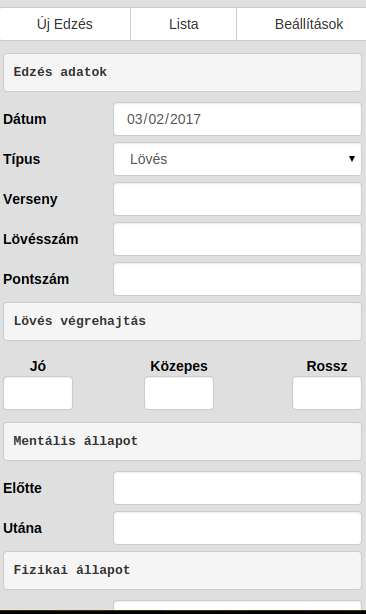 Új Edzés Lista Beállítások
Edzés adatok
Dátum 03/02/2017
Típus Lövés
Verseny
Lövésszám
Pontszám
Lövés végrehajtás
Jó Közepes Rossz
Mentális állapot
Előtte
Utána
Fizikai állapot